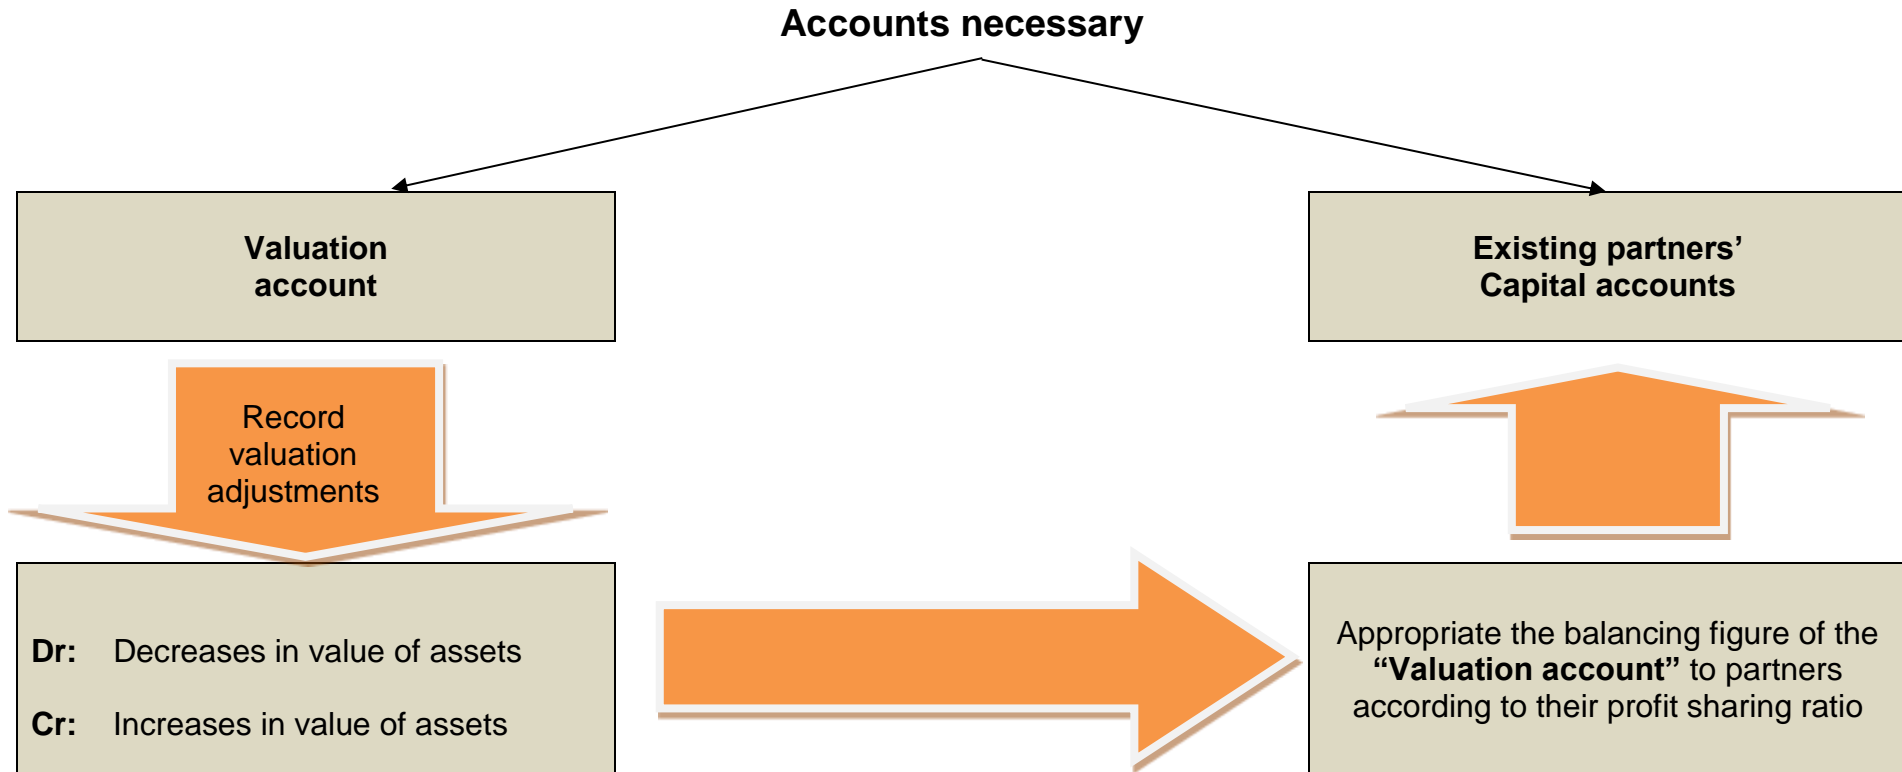 Accounts necessary
Valuation
account
Existing partners’
Capital accounts
Record
valuation
adjustments
Dr: Decreases in value of assets
Cr: Increases in value of assets
Appropriate the balancing figure of the
“Valuation account” to partners
according to their profit sharing ratio